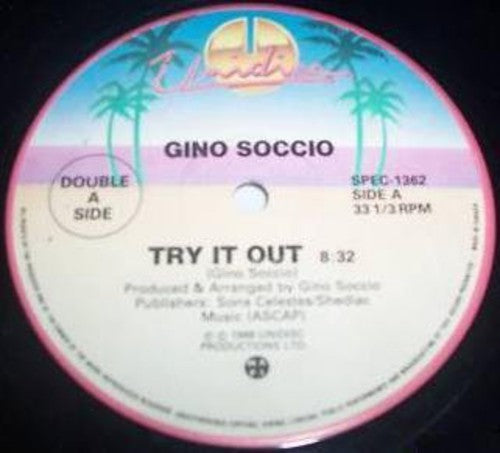 Unidisc
GINO SOCCIO
DOUBLE
A
SIDE
SPEC-1362
SIDE A
33 1/3 RPM
TRY IT OUT 8 32
(Gino Soccio)
Produced & Arranged by Gino Soccio
Publishers: Sons Celestes/Shediac
Music (ASCAP)
UNIDISC
PRODUCTIONS LTD.